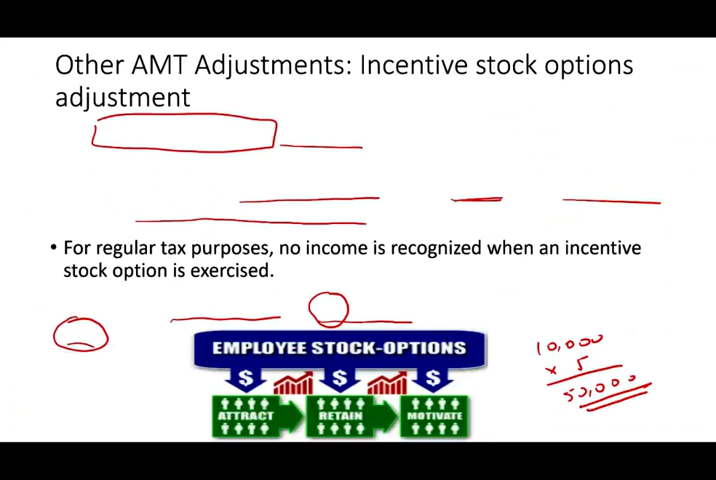 Other AMT Adjustments: Incentive stock options
adjustment
• For regular tax purposes, no income is recognized when an incentive
stock option is exercised.
EMPLOYEE STOCK-OPTIONS
$ $ $
ATTRACT RETAIN MOTIVATE
10,000
x 5
50,000